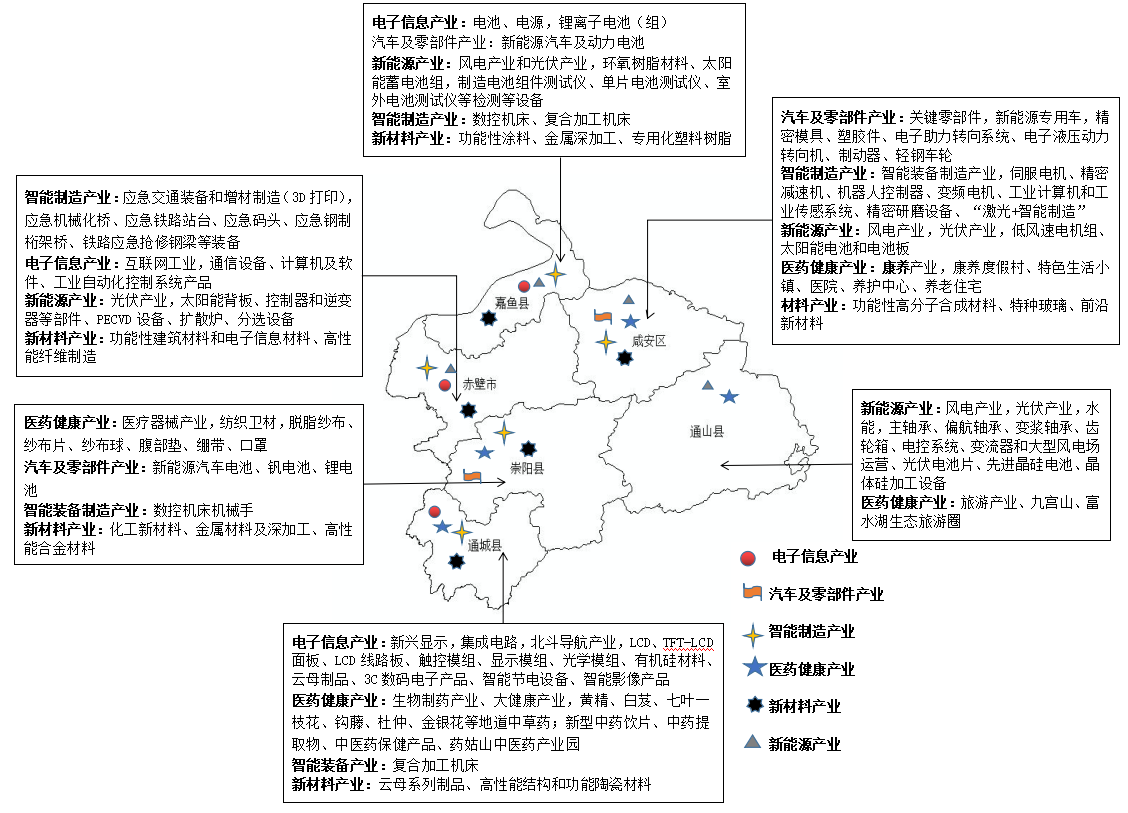 电子信息产业：电池、电源，锂离子电池（组）
汽车及零部件产业：新能源汽车及动力电池
新能源产业：风电产业和光伏产业，环氧树脂材料、太阳
能蓄电池组，制造电池组件测试仪、单片电池测试仪、室
外电池测试仪等检测等设备
智能制造产业：数控机床、复合加工机床
新材料产业：功能性涂料、金属深加工、专用化塑料树脂
汽车及零部件产业：关键零部件，新能源专用车，精
密模具、塑胶件、电子助力转向系统、电子液压动力
转向机、制动器、轻钢车轮
智能制造产业：智能装备制造产业，伺服电机、精密
减速机、机器人控制器、变频电机、工业计算机和工
业传感系统、精密研磨设备、“激光+智能制造”
新能源产业：风电产业，光伏产业，低风速电机组、
太阳能电池和电池板
医药健康产业：康养产业，康养度假村、特色生活小
镇、医院、养护中心、养老住宅
材料产业：功能性高分子合成材料、特种玻璃、前沿
新材料
智能制造产业：应急交通装备和增材制造（3D 打印），
应急机械化桥、应急铁路站台、应急码头、应急钢制
桁架桥、铁路应急抢修钢梁等装备
电子信息产业：互联网工业，通信设备、计算机及软
件、工业自动化控制系统产品
新能源产业：光伏产业，太阳能背板、控制器和逆变
器等部件、PECVD 设备、扩散炉、分选设备
新材料产业：功能性建筑材料和电子信息材料、高性
能纤维制造
医药健康产业：医疗器械产业，纺织卫材，脱脂纱布、
纱布片、纱布球、腹部垫、绷带、口罩
汽车及零部件产业：新能源汽车电池、钒电池、锂电
池
智能装备制造产业：数控机床机械手
新材料产业：化工新材料、金属材料及深加工、高性
能合金材料
嘉鱼县
咸安区
赤壁市
通山县
崇阳县
通城县
新能源产业：风电产业，光伏产业，水
能，主轴承、偏航轴承、变桨轴承、齿
轮箱、电控系统、变流器和大型风电场
运营、光伏电池片、先进晶硅电池、晶
体硅加工设备
医药健康产业：旅游产业、九宫山、富
水湖生态旅游圈
电子信息产业
汽车及零部件产业
智能制造产业
医药健康产业
新材料产业
新能源产业
电子信息产业：新兴显示，集成电路，北斗导航产业，LCD、TFT-LCD
面板、LCD 线路板、触控模组、显示模组、光学模组、有机硅材料、
云母制品、3C 数码电子产品、智能节电设备、智能影像产品
医药健康产业：生物制药产业、大健康产业，黄精、白芨、七叶一
枝花、钩藤、杜仲、金银花等地道中草药；新型中药饮片、中药提
取物、中医药保健产品、药姑山中医药产业园
智能装备产业：复合加工机床
新材料产业：云母系列制品、高性能结构和功能陶瓷材料